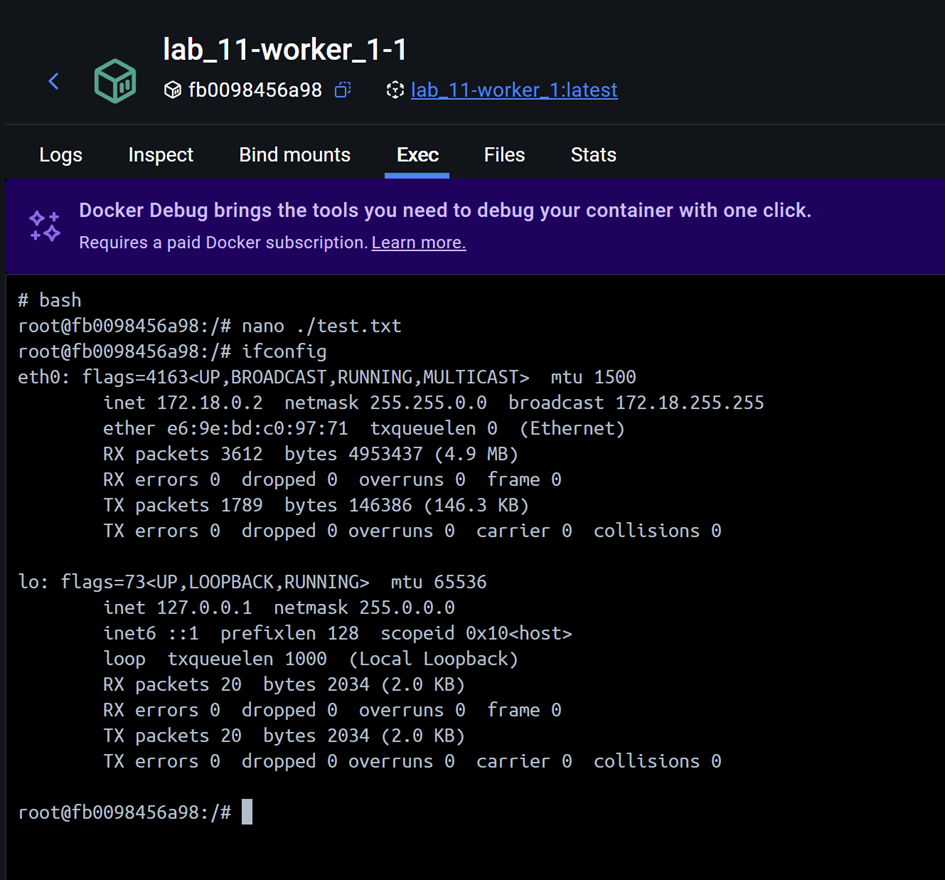 lab_11-worker_1-1
fb0098456a98 lab_11-worker_1:latest
Logs Inspect Bind mounts Exec Files Stats
Docker Debug brings the tools you need to debug your container with one click.
Requires a paid Docker subscription. Learn more.
# bash
root@fb0098456a98:/# nano ./test.txt
root@fb0098456a98:/# ifconfig
eth0: flags=4163<UP,BROADCAST,RUNNING,MULTICAST>  mtu 1500
        inet 172.18.0.2  netmask 255.255.0.0  broadcast 172.18.255.255
        ether e6:9e:bd:c0:97:71  txqueuelen 0  (Ethernet)
        RX packets 3612  bytes 4953437 (4.9 MB)
        RX errors 0  dropped 0  overruns 0  frame 0
        TX packets 1789  bytes 146386 (146.3 KB)
        TX errors 0  dropped 0 overruns 0  carrier 0  collisions 0
lo: flags=73<UP,LOOPBACK,RUNNING>  mtu 65536
        inet 127.0.0.1  netmask 255.0.0.0
        inet6 ::1  prefixlen 128  scopeid 0x10<host>
        loop  txqueuelen 1000  (Local Loopback)
        RX packets 20  bytes 2034 (2.0 KB)
        RX errors 0  dropped 0  overruns 0  frame 0
        TX packets 20  bytes 2034 (2.0 KB)
        TX errors 0  dropped 0 overruns 0  carrier 0  collisions 0
root@fb0098456a98:/#